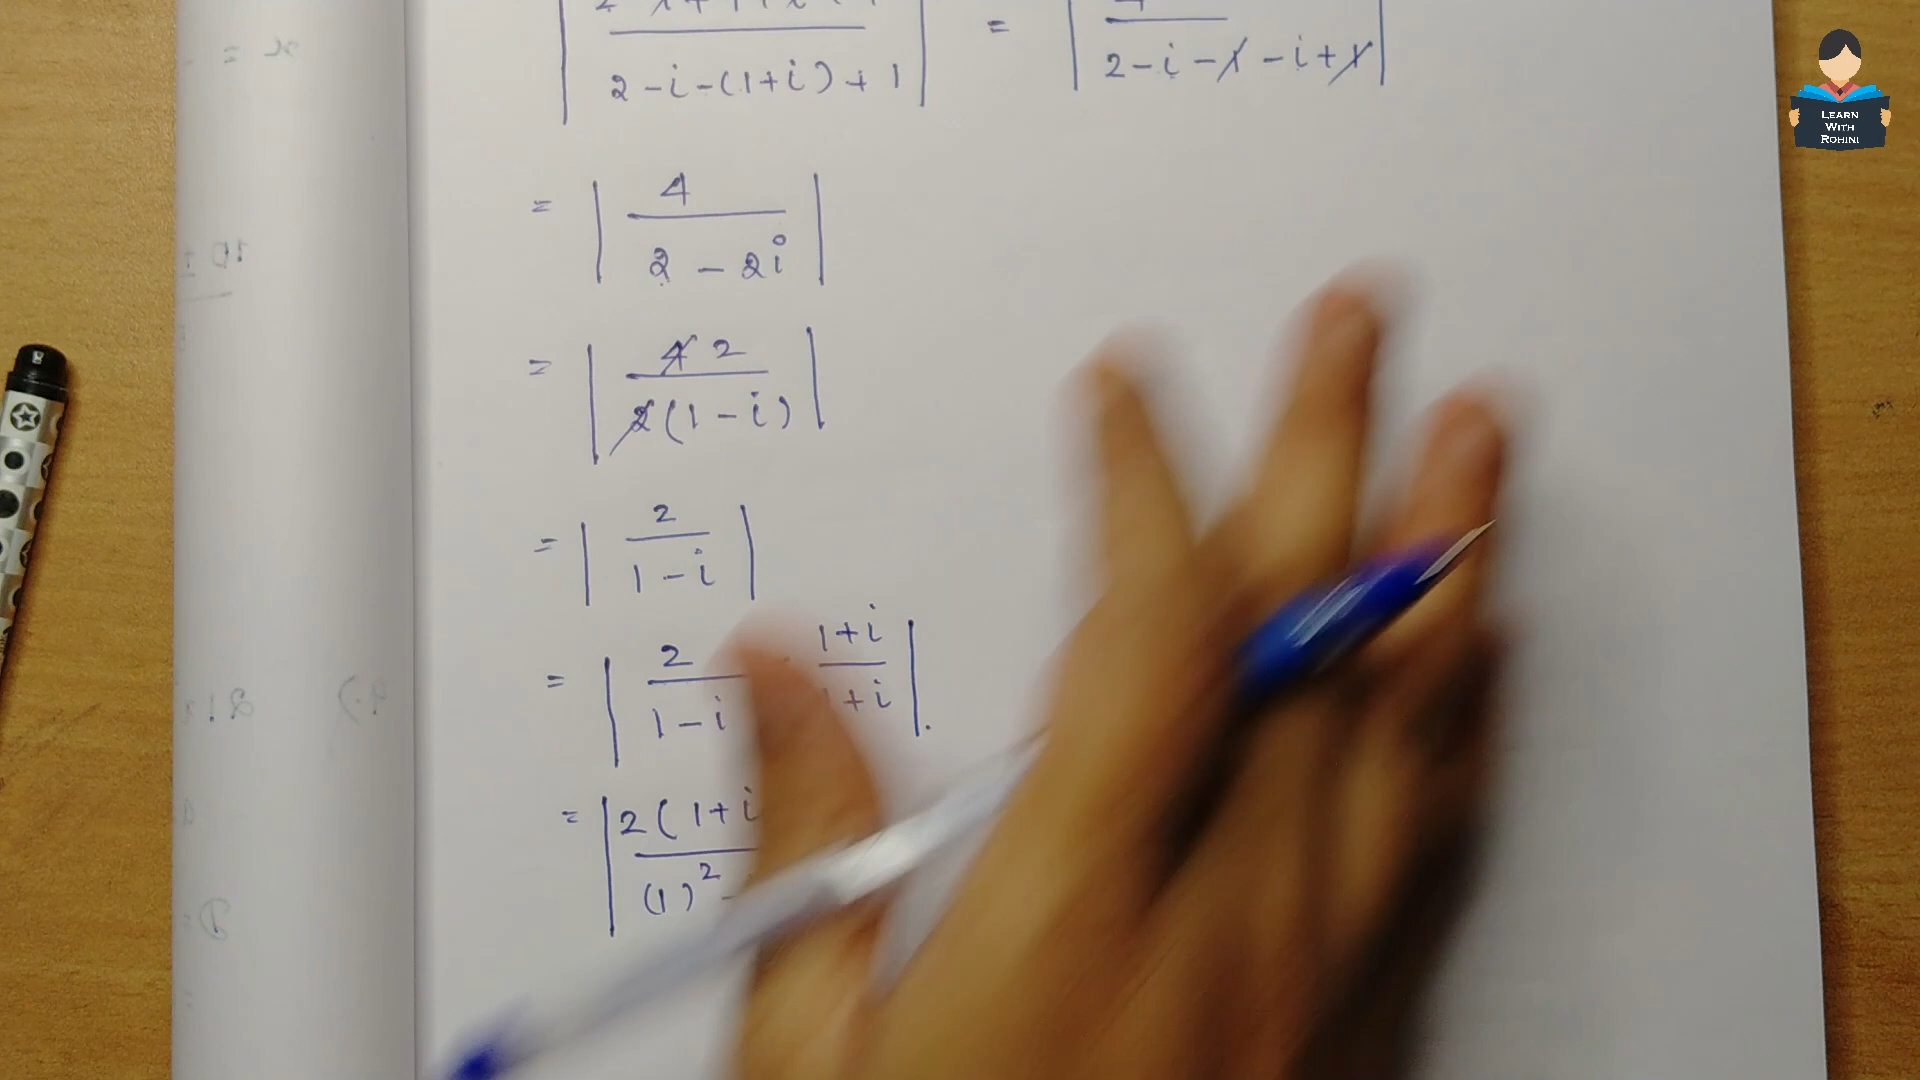 2 - i - (1 + i) + 1 = 2 - i - 1 - i + 1
= | 4 / 2 - 2i |
= | 4 2 / 2 (1 - i) |
= | 2 / 1 - i |
= | 2 / 1 - i 1 + i / + i | .
= | 2 ( 1 + i / (1)² -
LEARN
WITH
ROHINI